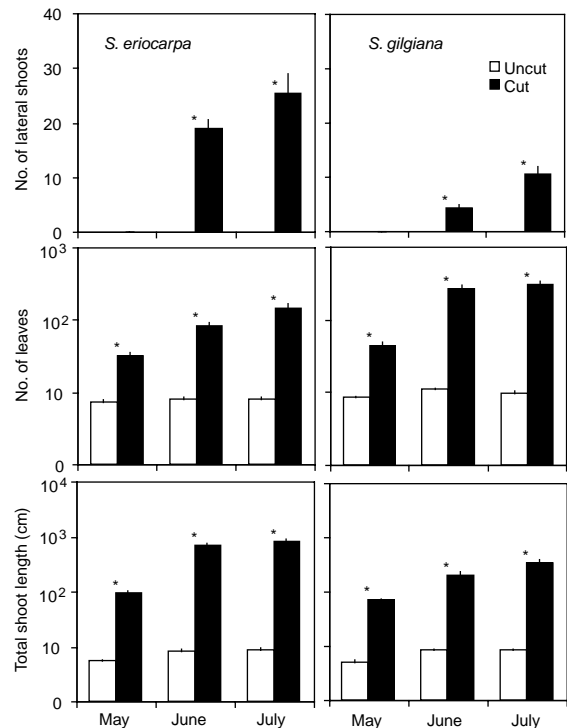 S. eriocarpa
S. gilgiana
Uncut
Cut
No. of lateral shoots
40
30
20
10
0
* *
* *
No. of leaves
10³
10²
10
0
* * *
* * *
Total shoot length (cm)
10⁴
10³
10²
10
0
* * *
* * *
May June July
May June July